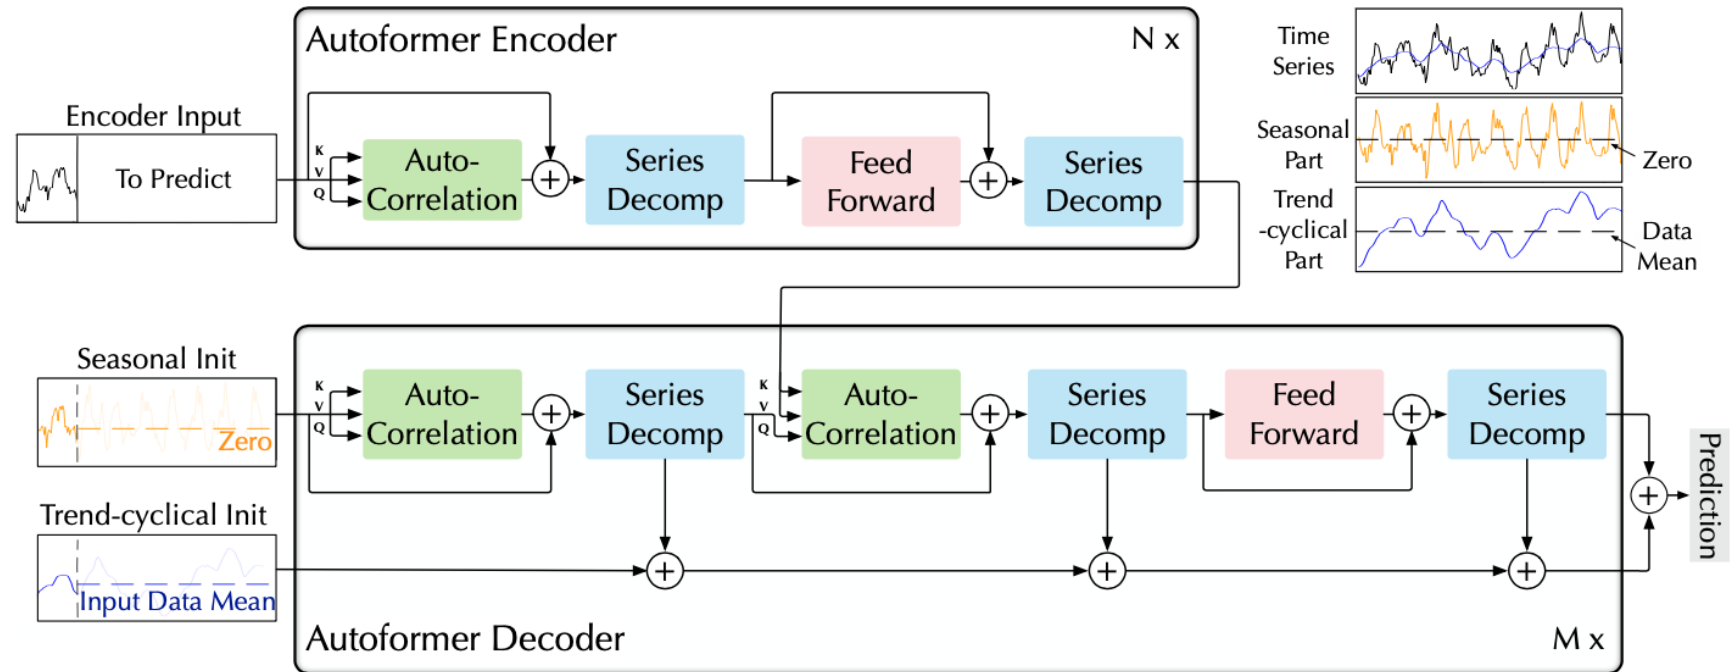 Autoformer Encoder
N x
Encoder Input
To Predict
K
V
Q
Auto-
Correlation
Series
Decomp
Feed
Forward
Series
Decomp
Time
Series
Seasonal
Part
Zero
Trend
-cyclical
Part
Data
Mean
Seasonal Init
Zero
K
V
Q
Auto-
Correlation
Series
Decomp
K
V
Q
Auto-
Correlation
Series
Decomp
Feed
Forward
Series
Decomp
Prediction
Trend-cyclical Init
Input Data Mean
Autoformer Decoder
M x